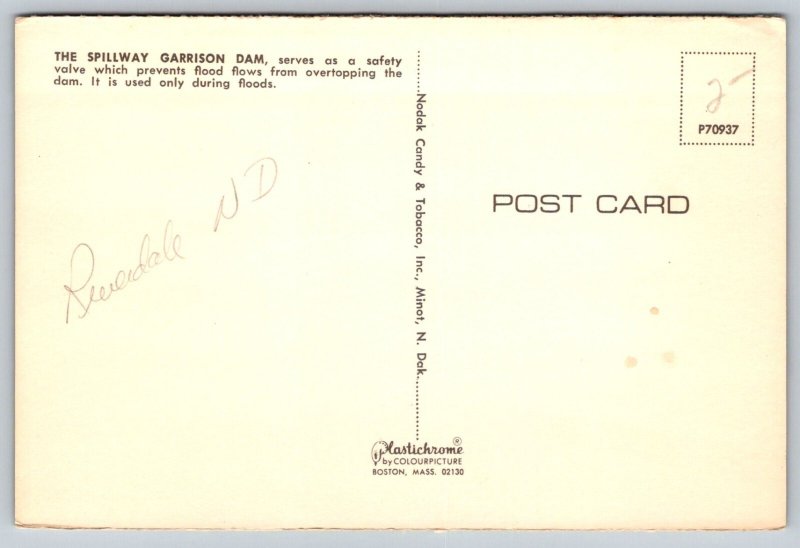 THE SPILLWAY GARRISON DAM, serves as a safety
valve which prevents flood flows from overtopping the
dam. It is used only during floods.
Riverdale ND
Nodak Candy & Tobacco, Inc., Minot, N. Dak.
2-
P70937
POST CARD
Plastichrome®
by COLOURPICTURE
BOSTON, MASS. 02130